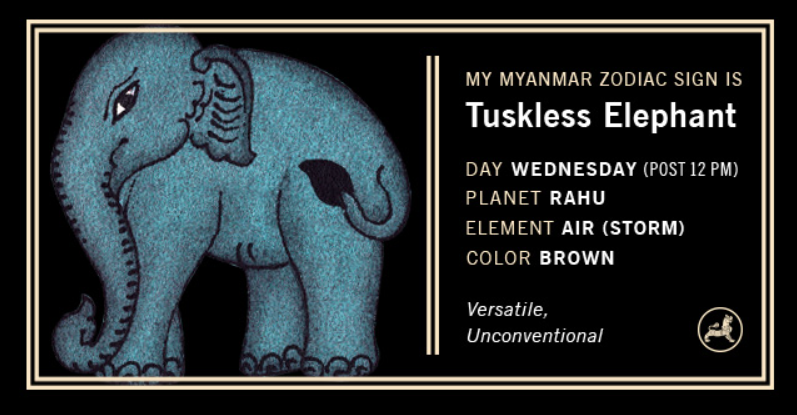 MY MYANMAR ZODIAC SIGN IS
Tuskless Elephant
DAY WEDNESDAY (POST 12 PM)
PLANET RAHU
ELEMENT AIR (STORM)
COLOR BROWN
Versatile,
Unconventional